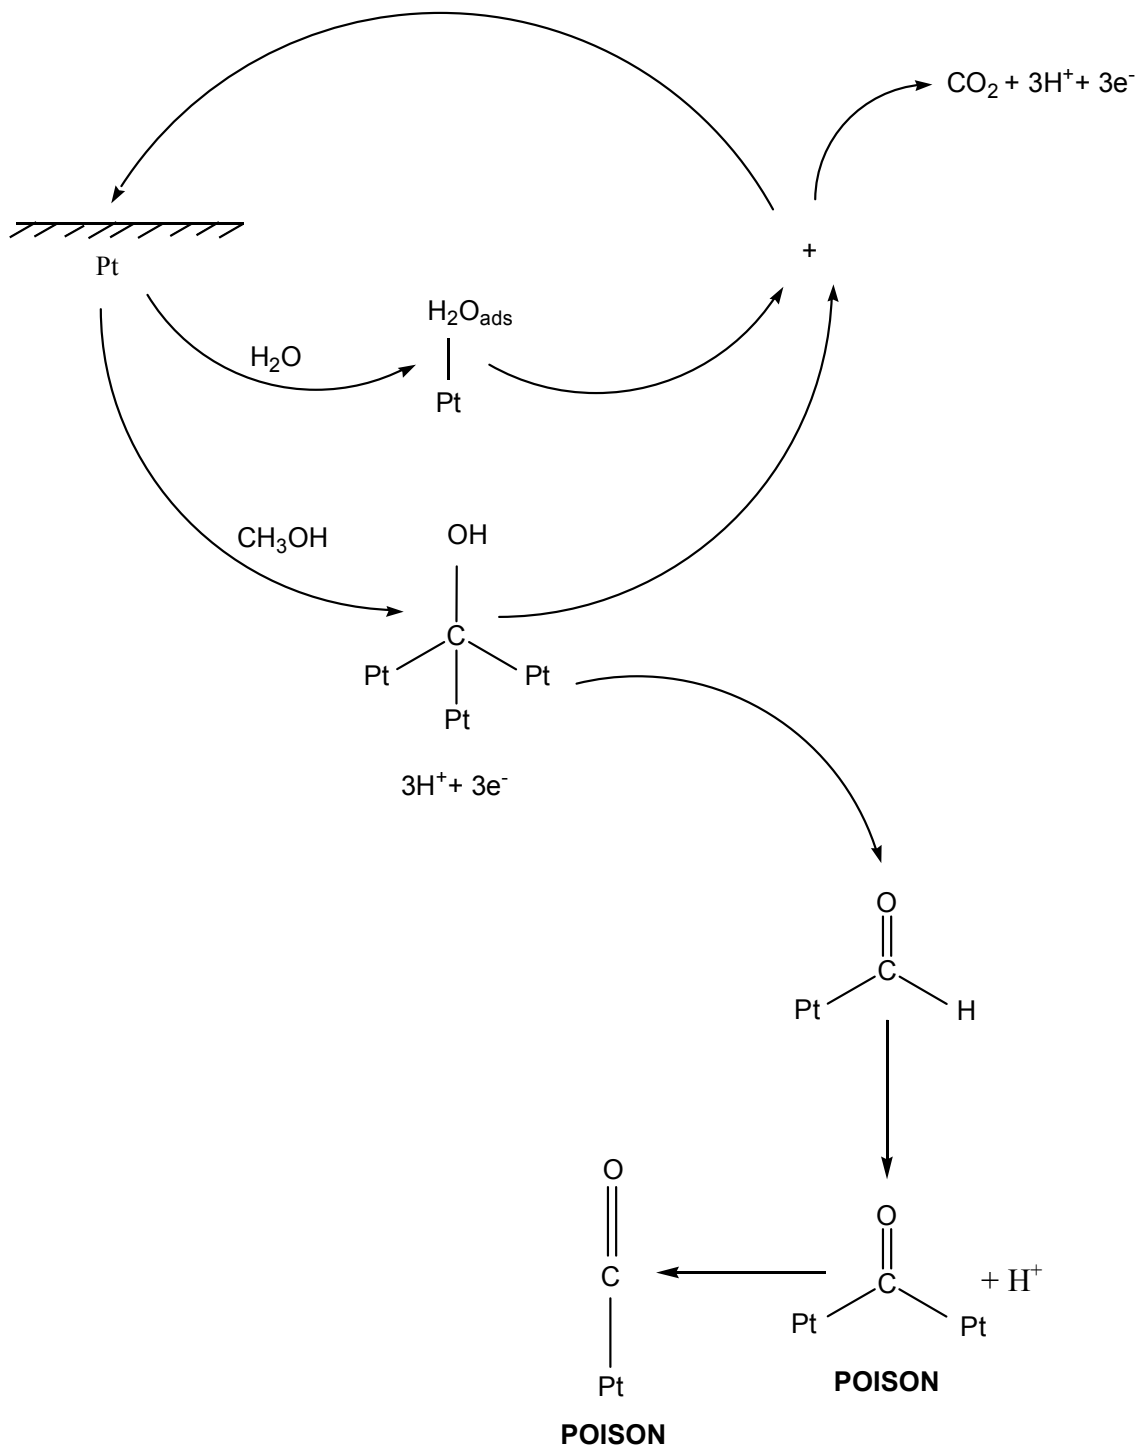 CO₂ + 3H⁺ + 3e⁻
+
Pt
H₂Oads
H₂O
Pt
OH
CH₃OH
C
Pt
Pt
Pt
3H⁺ + 3e⁻
O
C
Pt
H
O
O
C
C
+ H⁺
Pt
Pt
Pt
POISON
POISON